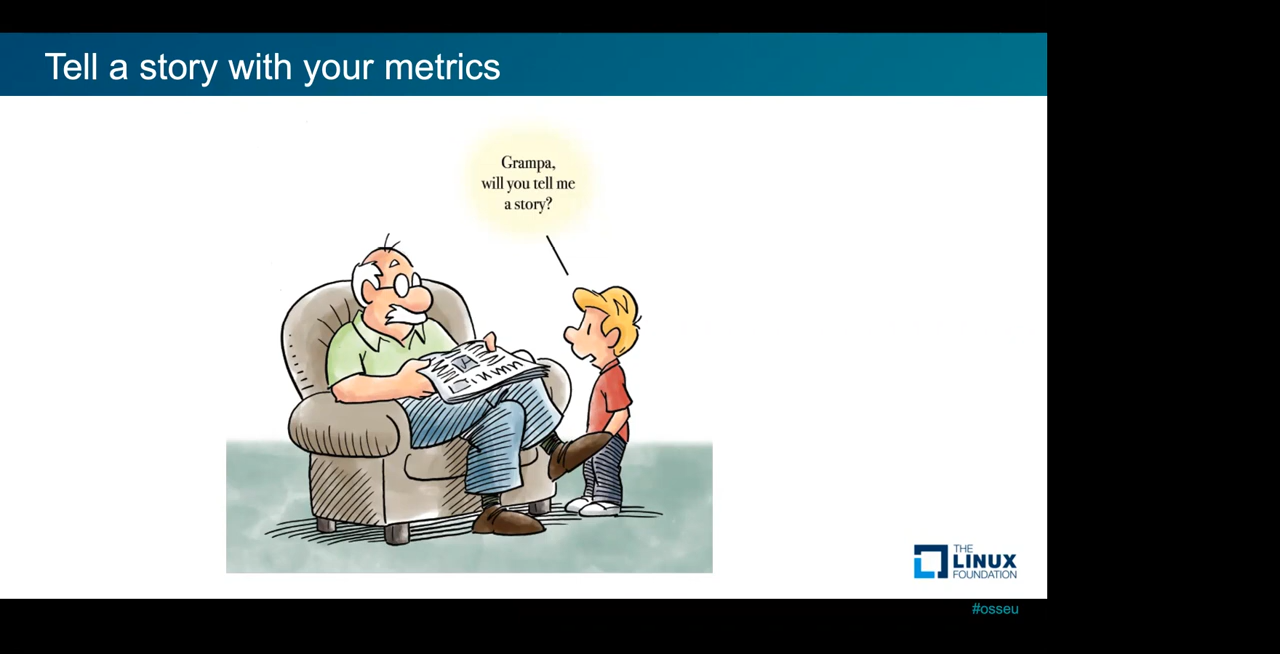 Tell a story with your metrics
Grampa,
will you tell me
a story?
THE
LINUX
FOUNDATION
#osseu